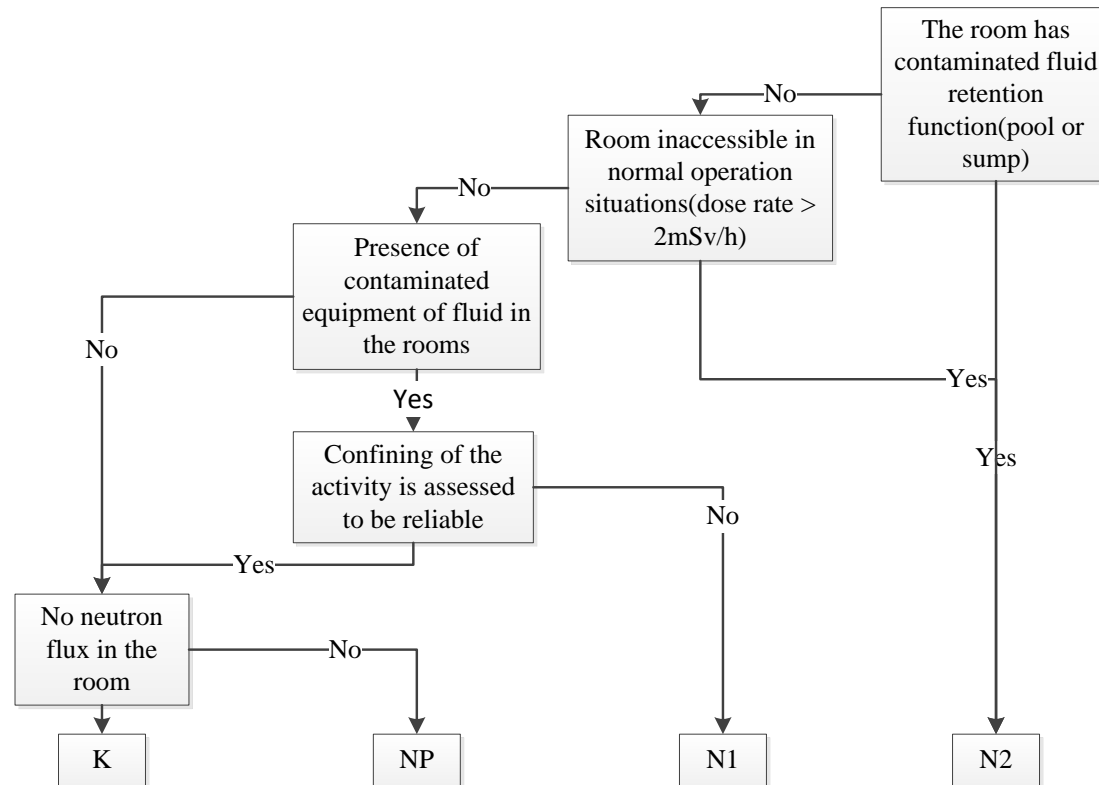 The room has
contaminated fluid
retention
function(pool or
sump)
No
Room inaccessible in
normal operation
situations(dose rate >
2mSv/h)
No
Presence of
contaminated
equipment of fluid in
the rooms
No
Yes
Yes
Yes
Confining of the
activity is assessed
to be reliable
No
Yes
No neutron
flux in the
room
No
K
NP
N1
N2